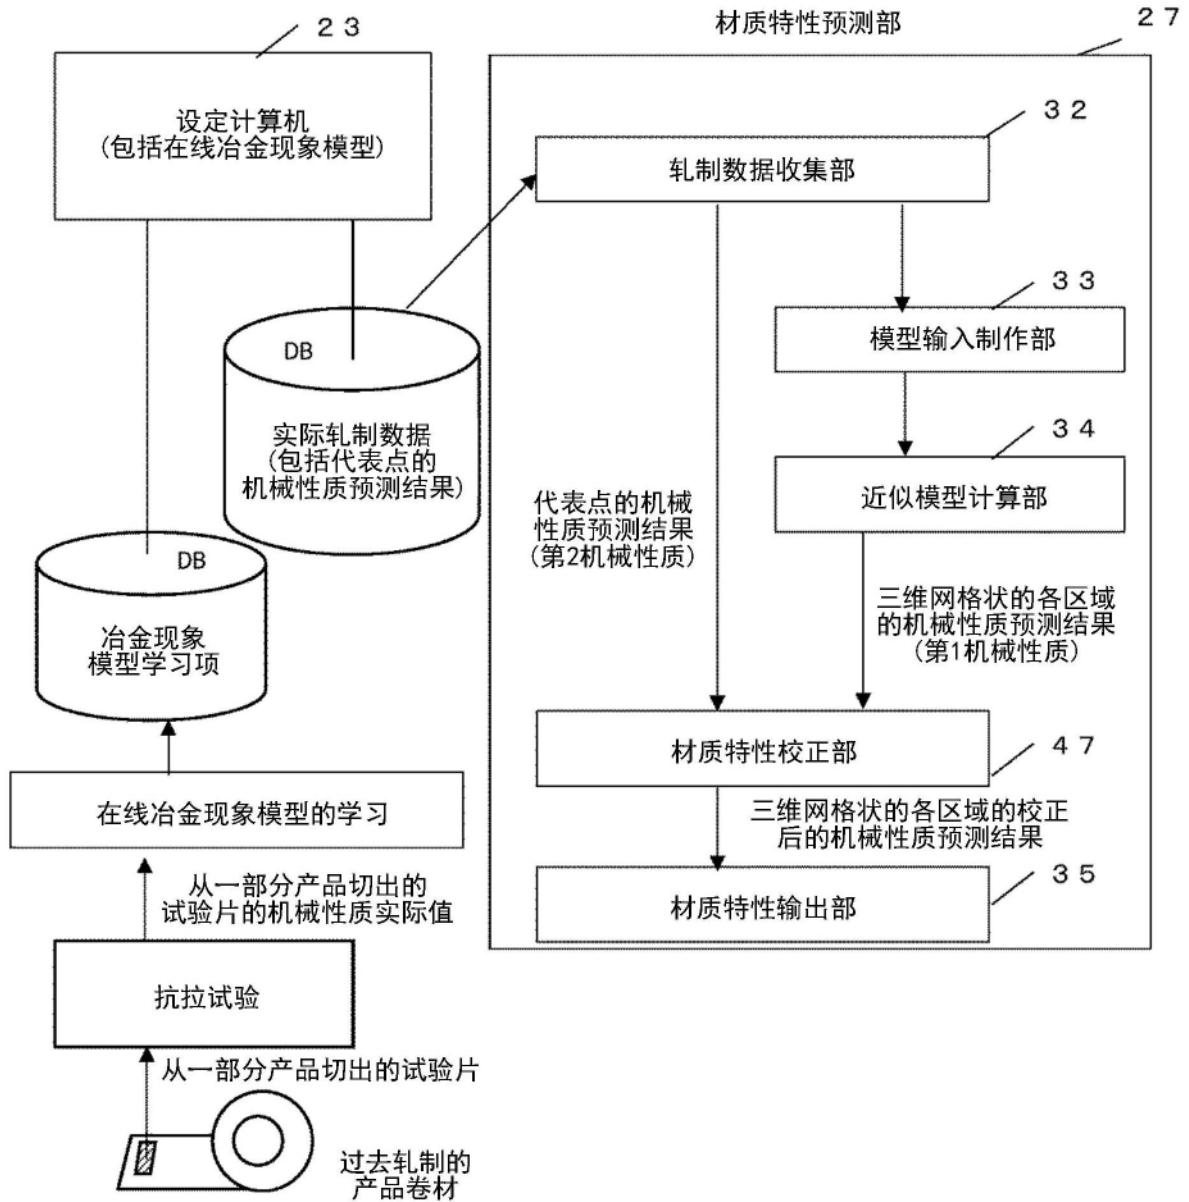 材质特性预测部
２７
２３
设定计算机
(包括在线冶金现象模型)
３２
轧制数据收集部
３３
模型输入制作部
DB
实际轧制数据
(包括代表点的
机械性质预测结果)
３４
近似模型计算部
代表点的机械
性质预测结果
(第2机械性质)
DB
冶金现象
模型学习项
三维网格状的各区域
的机械性质预测结果
(第1机械性质)
４７
材质特性校正部
在线冶金现象模型的学习
三维网格状的各区域的校正
后的机械性质预测结果
从一部分产品切出的
试验片的机械性质实际值
３５
材质特性输出部
抗拉试验
从一部分产品切出的试验片
过去轧制的
产品卷材